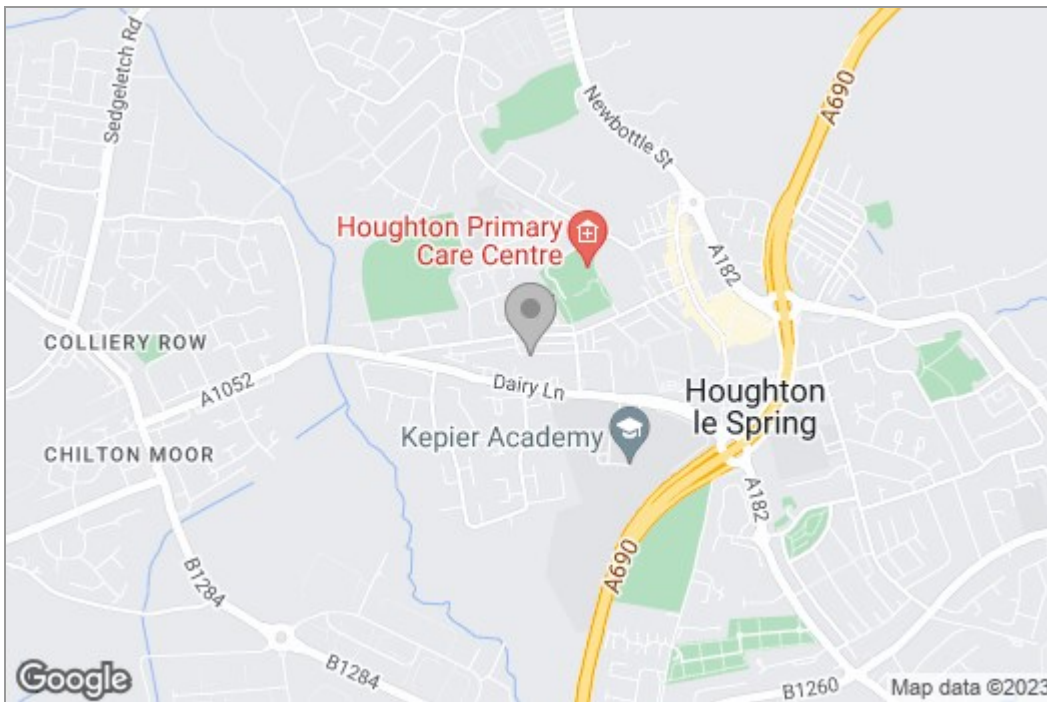 Sedgeletch Rd
Newbottle St
A690
Houghton Primary
Care Centre
A182
COLLIERY ROW
A1052
Dairy Ln
Houghton
le Spring
Kepier Academy
CHILTON MOOR
A182
A690
B1284
B1284
B1260
Google
Map data ©2023